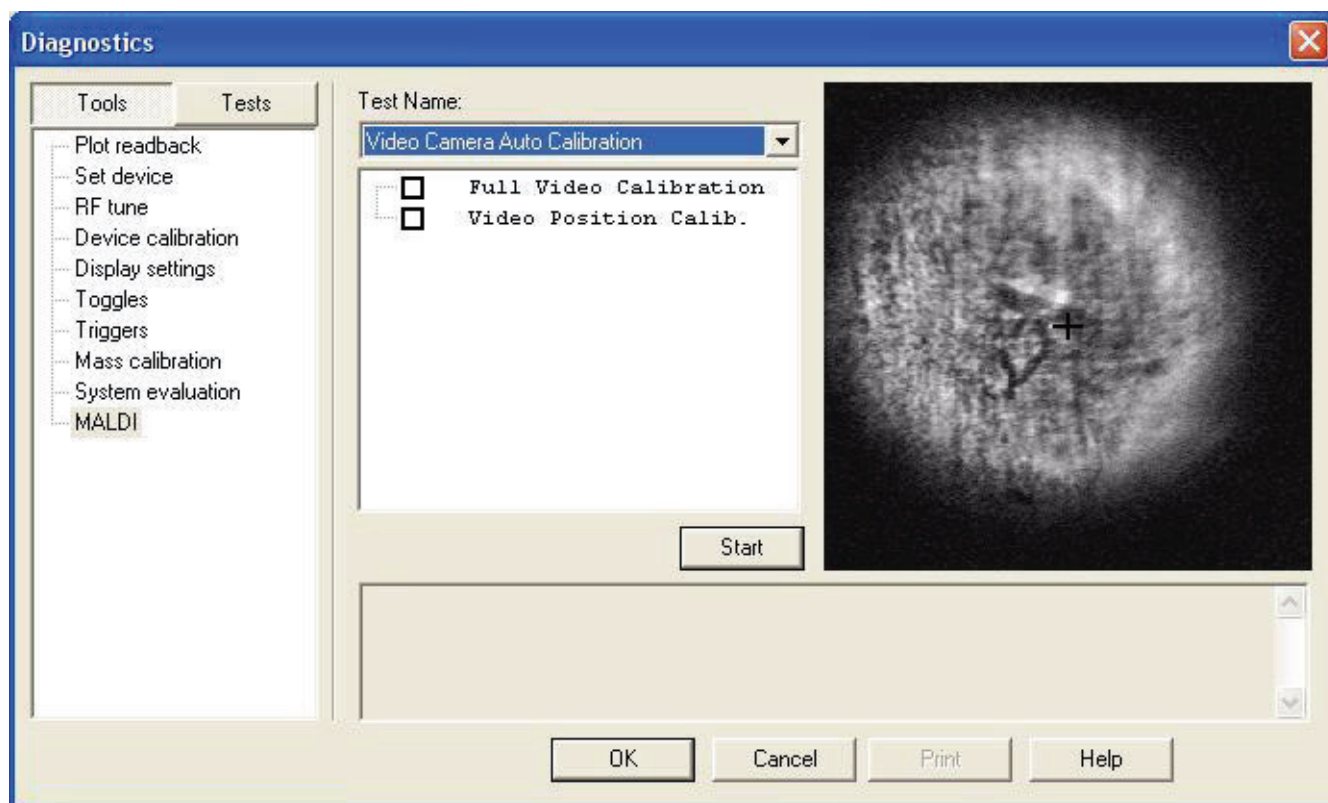 Diagnostics
Tools Tests
Plot readback
Set device
RF tune
Device calibration
Display settings
Toggles
Triggers
Mass calibration
System evaluation
MALDI
Test Name:
Video Camera Auto Calibration
Full Video Calibration
Video Position Calib.
Start
OK Cancel Print Help